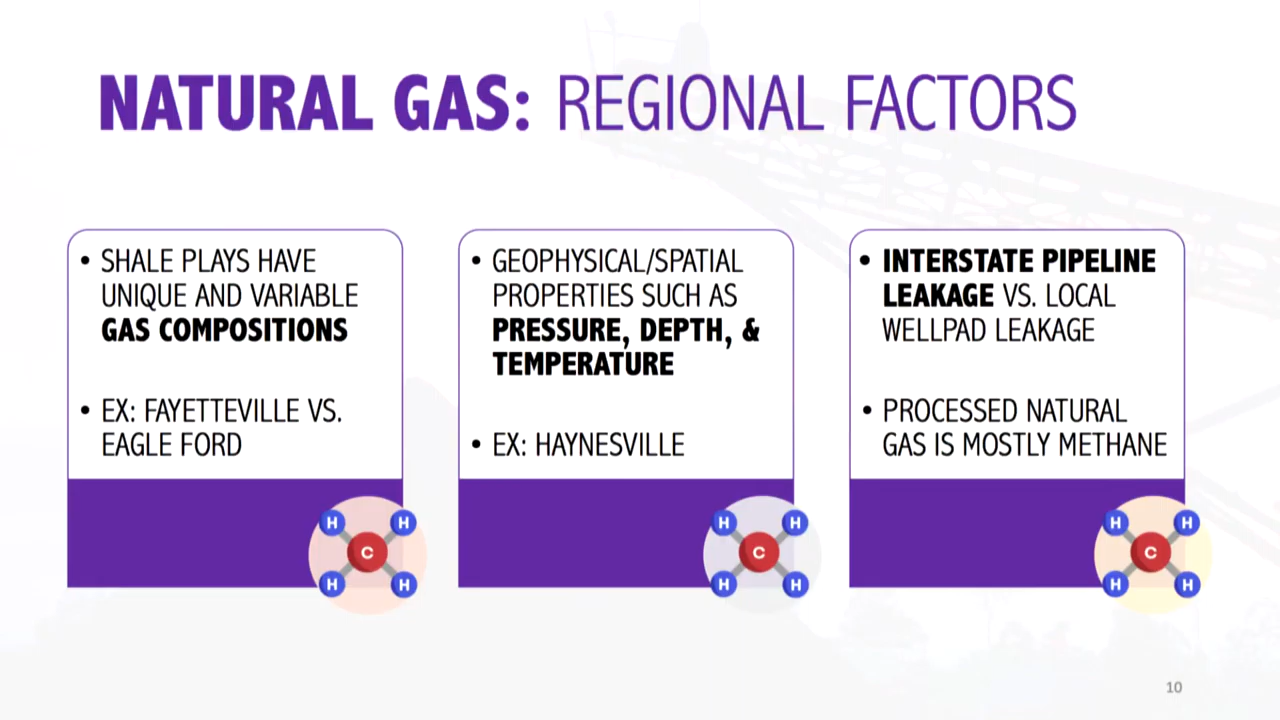 NATURAL GAS: REGIONAL FACTORS
• SHALE PLAYS HAVE
UNIQUE AND VARIABLE
GAS COMPOSITIONS
• EX: FAYETTEVILLE VS.
EAGLE FORD
• GEOPHYSICAL/SPATIAL
PROPERTIES SUCH AS
PRESSURE, DEPTH, &
TEMPERATURE
• EX: HAYNESVILLE
• INTERSTATE PIPELINE
LEAKAGE VS. LOCAL
WELLPAD LEAKAGE
• PROCESSED NATURAL
GAS IS MOSTLY METHANE
H H
C
H H
H H
C
H H
H H
C
H H
10